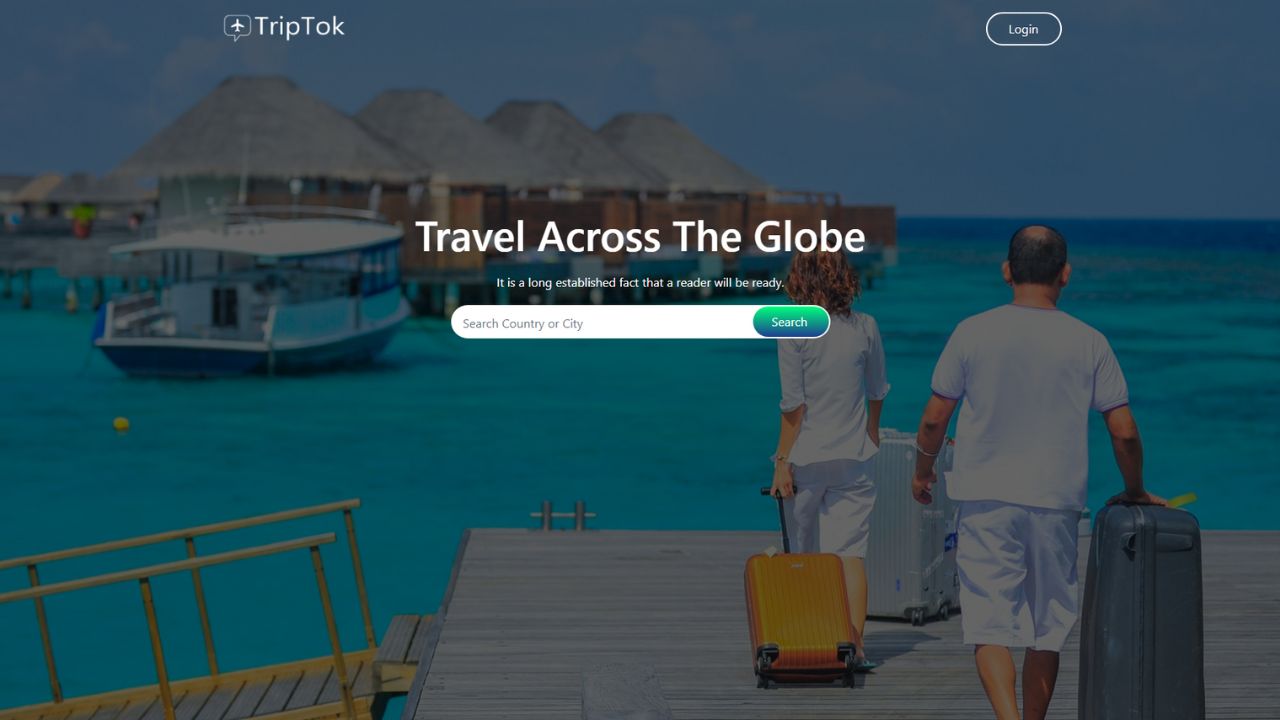 TripTok
Login
Travel Across The Globe
It is a long established fact that a reader will be ready.
Search Country or City
Search